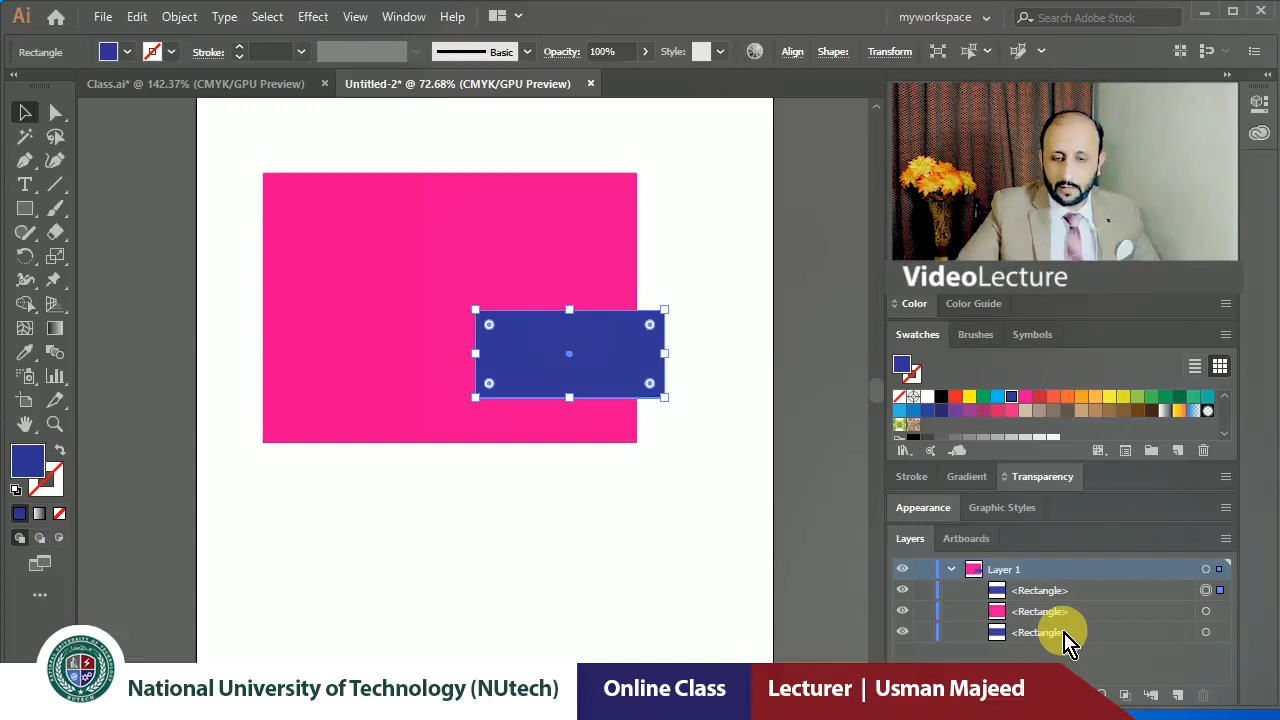 Ai File Edit Object Type Select Effect View Window Help myworkspace Search Adobe Stock
Rectangle Stroke: Basic Opacity: 100% Style: Align Shape: Transform
Class.ai* @ 142.37% (CMYK/GPU Preview) × Untitled-2* @ 72.68% (CMYK/GPU Preview) ×
VideoLecture
Color Color Guide
Swatches Brushes Symbols
Stroke Gradient Transparency
Appearance Graphic Styles
Layers Artboards
Layer 1
<Rectangle>
<Rectangle>
<Rectangle>
NUTECH
National University of Technology (NUtech) Online Class Lecturer | Usman Majeed